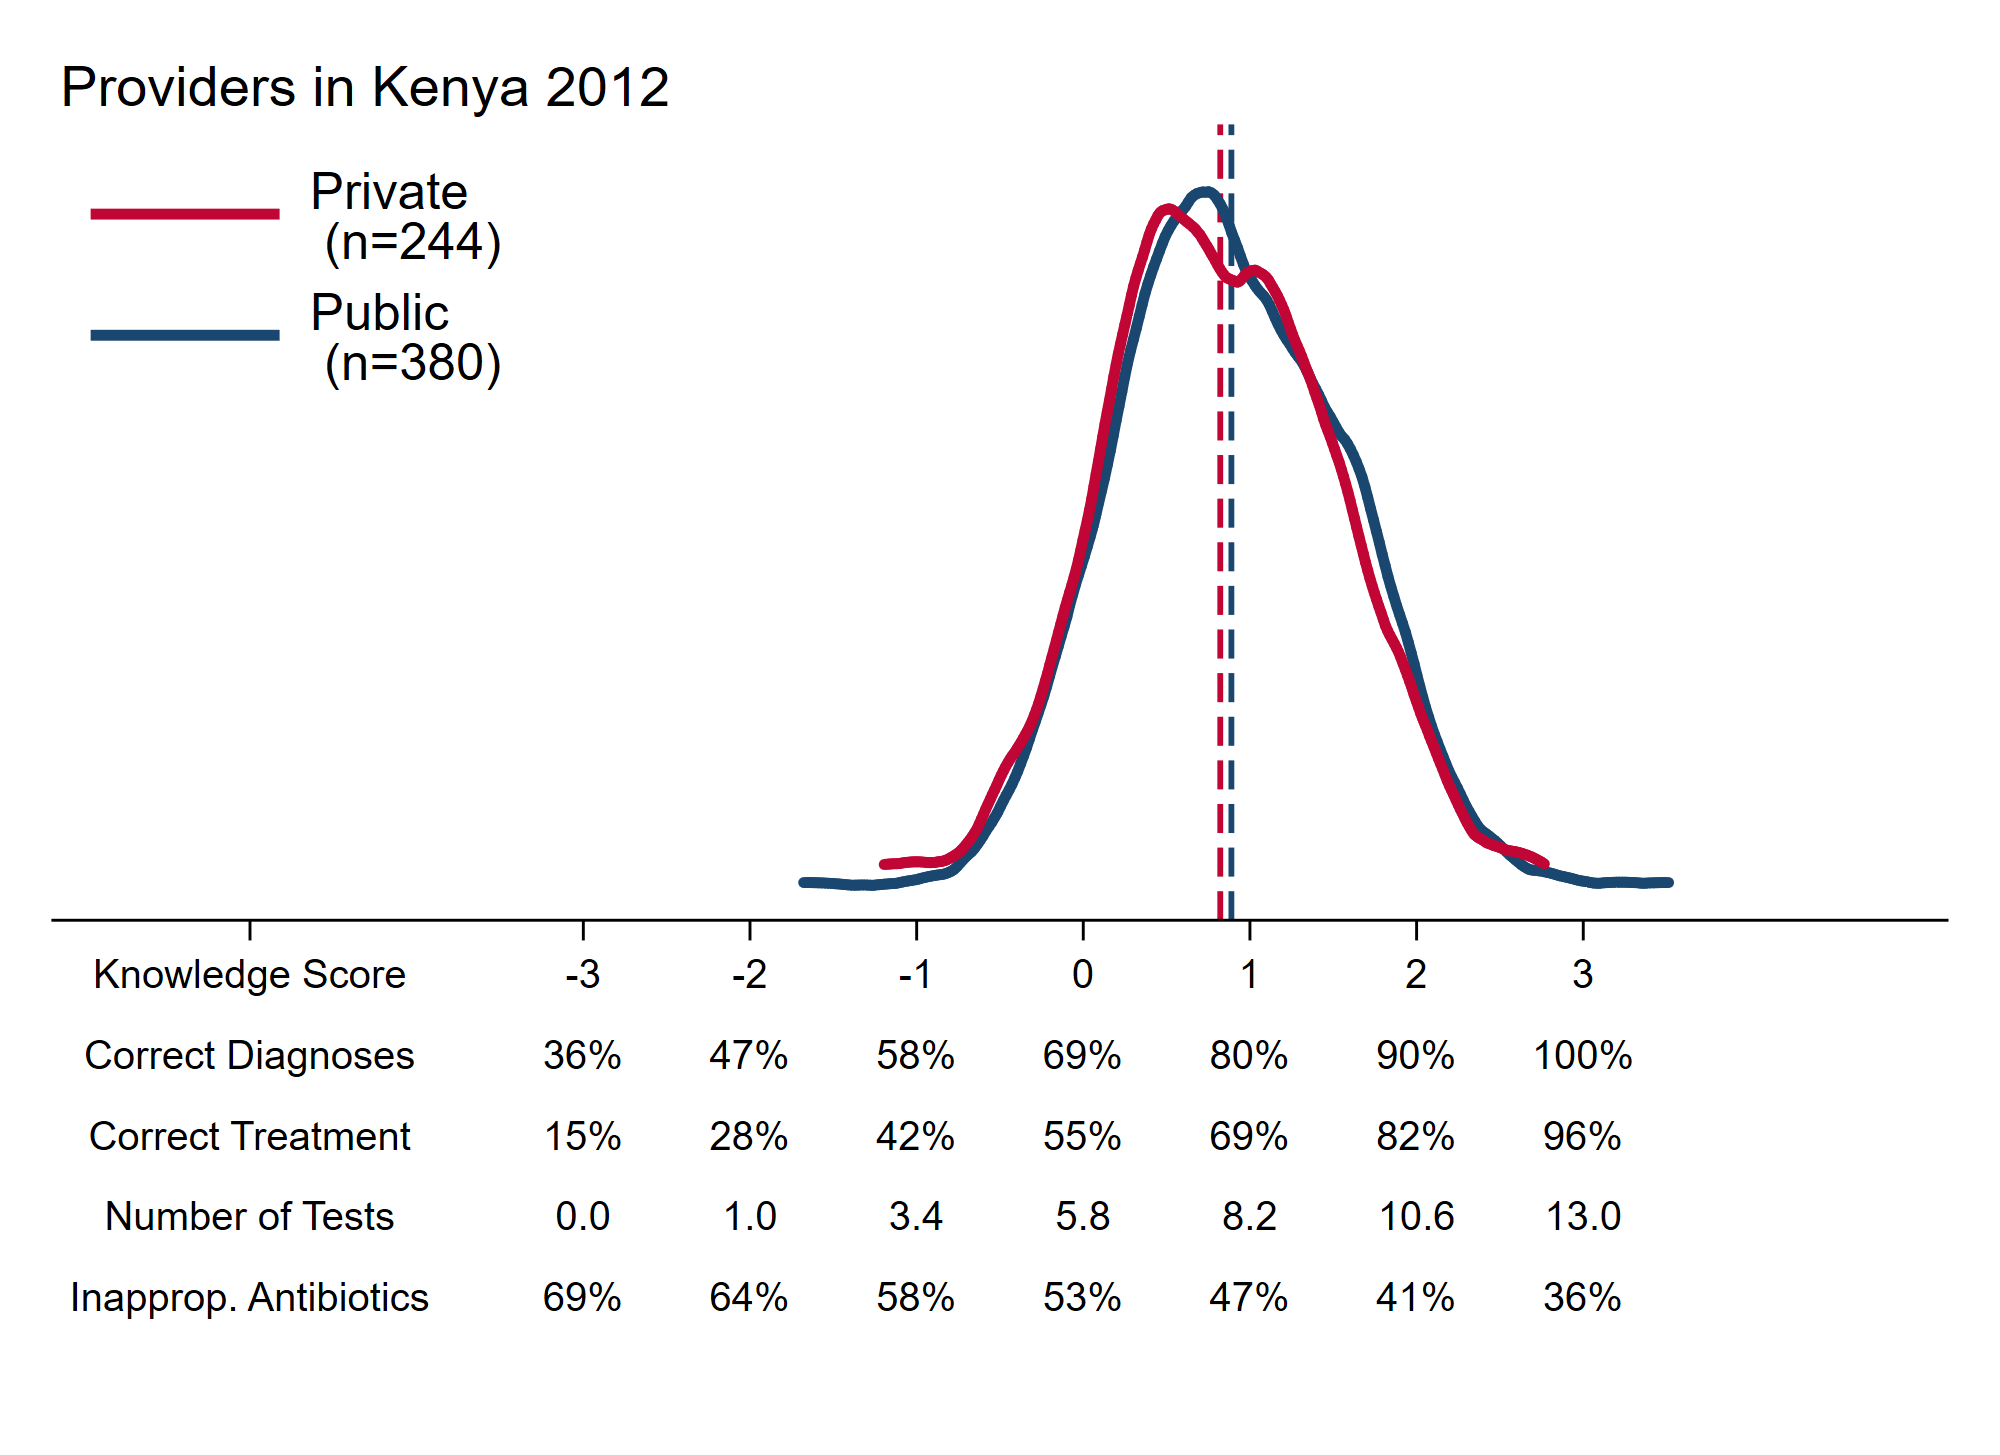 Providers in Kenya 2012
Private
(n=244)
Public
(n=380)
Knowledge Score -3 -2 -1 0 1 2 3
Correct Diagnoses 36% 47% 58% 69% 80% 90% 100%
Correct Treatment 15% 28% 42% 55% 69% 82% 96%
Number of Tests 0.0 1.0 3.4 5.8 8.2 10.6 13.0
Inapprop. Antibiotics 69% 64% 58% 53% 47% 41% 36%